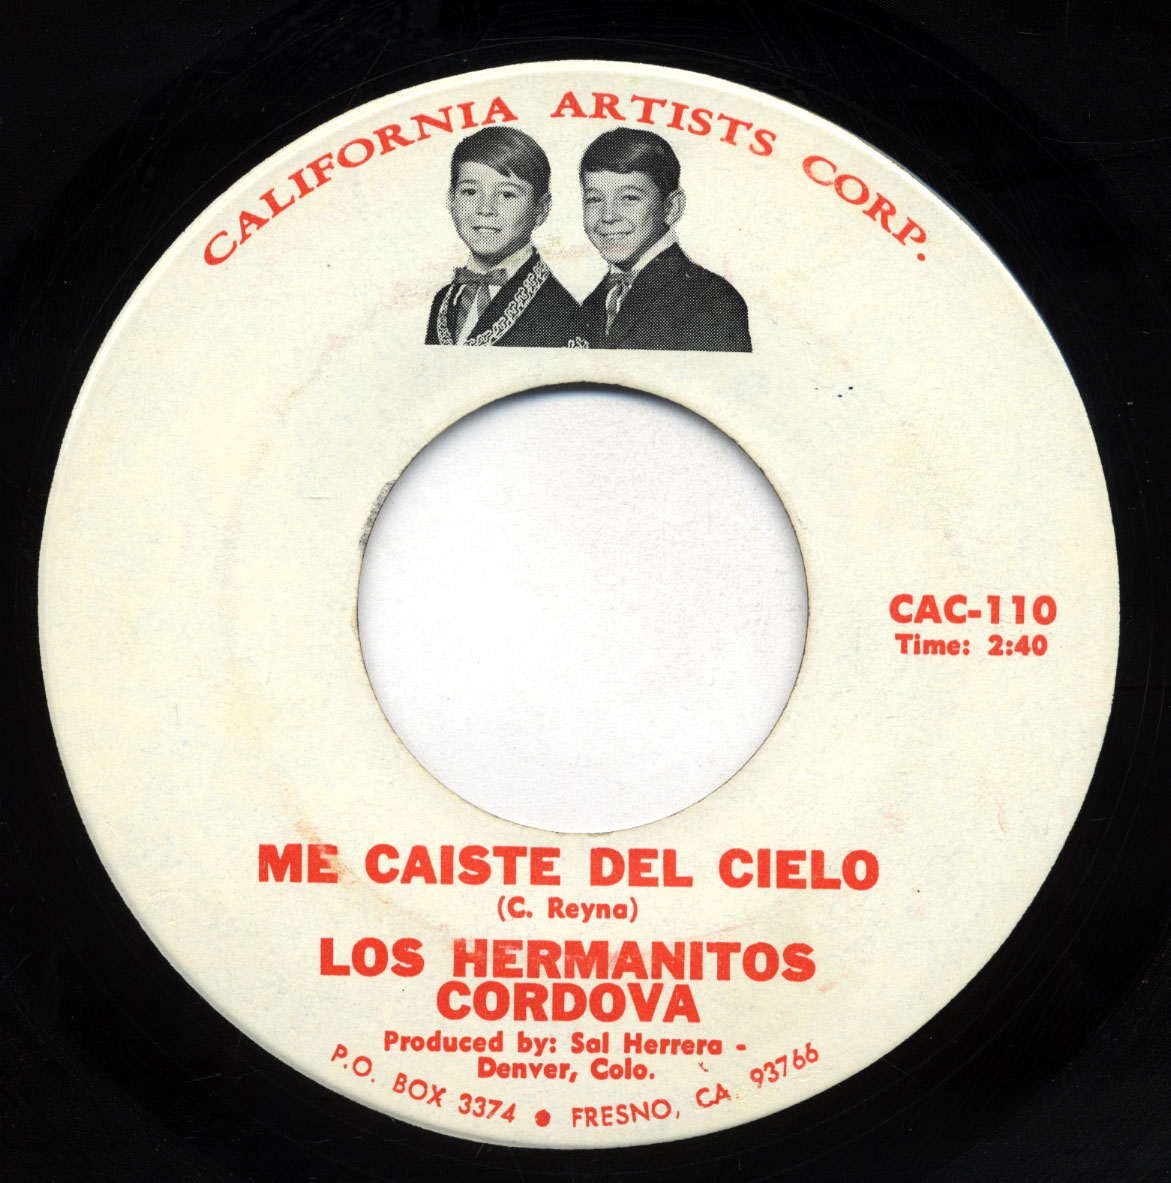 CALIFORNIA ARTISTS CORP.
CAC-110
Time: 2:40
ME CAISTE DEL CIELO
(C. Reyna)
LOS HERMANITOS
CORDOVA
Produced by: Sal Herrera -
Denver, Colo.
P.O. BOX 3374 ● FRESNO, CA. 93766